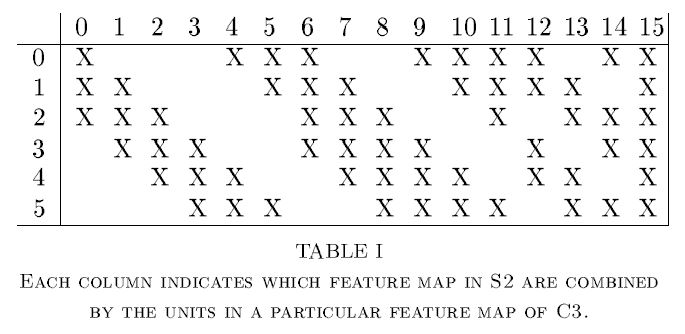 0 1 2 3 4 5 6 7 8 9 10 11 12 13 14 15
0 X X X X X X X X X X
1 X X X X X X X X X X
2 X X X X X X X X X X
3 X X X X X X X X X X
4 X X X X X X X X X X
5 X X X X X X X X X X
TABLE I
Each column indicates which feature map in S2 are combined
by the units in a particular feature map of C3.